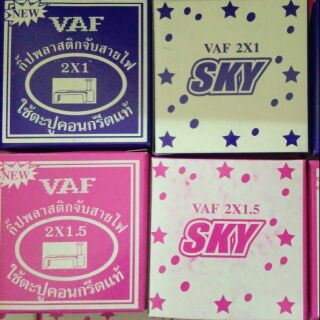 NEW
VAF
กิ๊ปพลาสติกจับสายไฟ
2X1
ใช้ตะปูคอนกรีตแท้
VAF 2X1
SKY
NEW
VAF
กิ๊ปพลาสติกจับสายไฟ
2X1.5
ใช้ตะปูคอนกรีตแท้
VAF 2X1.5
SKY